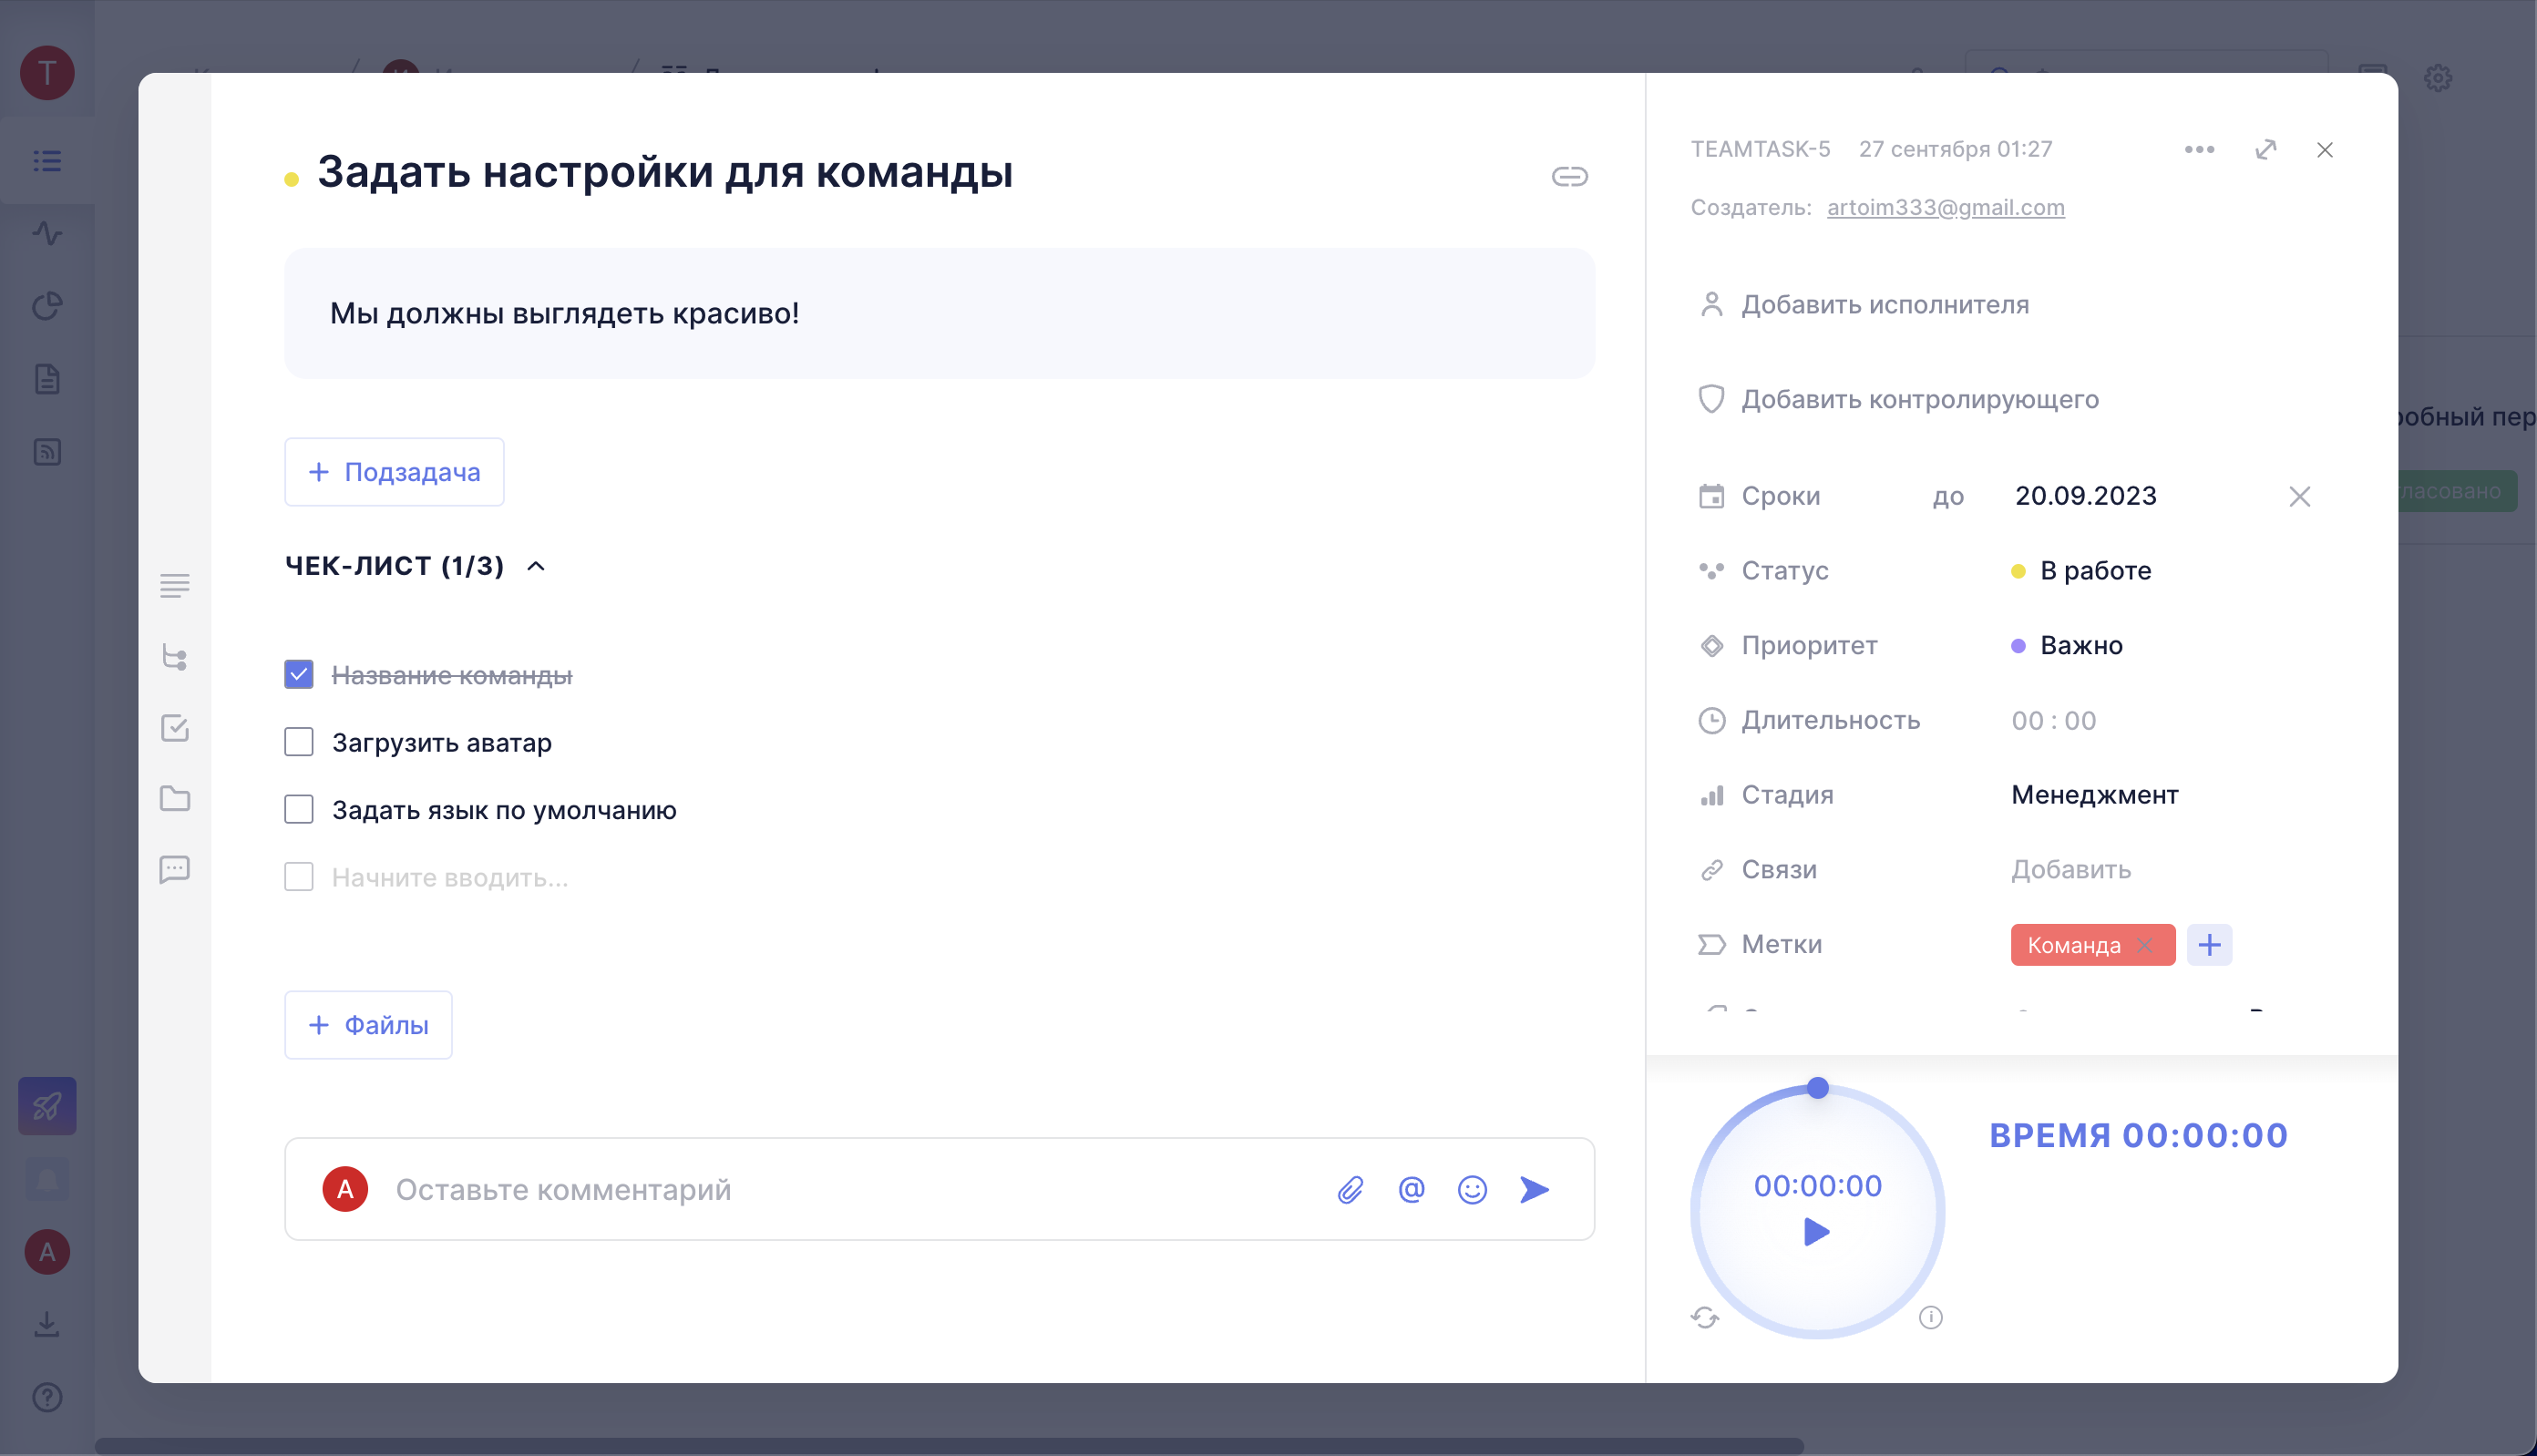 T
Задать настройки для команды
Мы должны выглядеть красиво!
+ Подзадача
ЧЕК-ЛИСТ (1/3)
Название команды
Загрузить аватар
Задать язык по умолчанию
Начните вводить...
+ Файлы
A
Оставьте комментарий
@
TEAMTASK-5 27 сентября 01:27
Создатель: artoim333@gmail.com
Добавить исполнителя
Добавить контролирующего
Сроки до 20.09.2023
Статус В работе
Приоритет Важно
Длительность 00 : 00
Стадия Менеджмент
Связи Добавить
Метки Команда
ВРЕМЯ 00:00:00
00:00:00
A